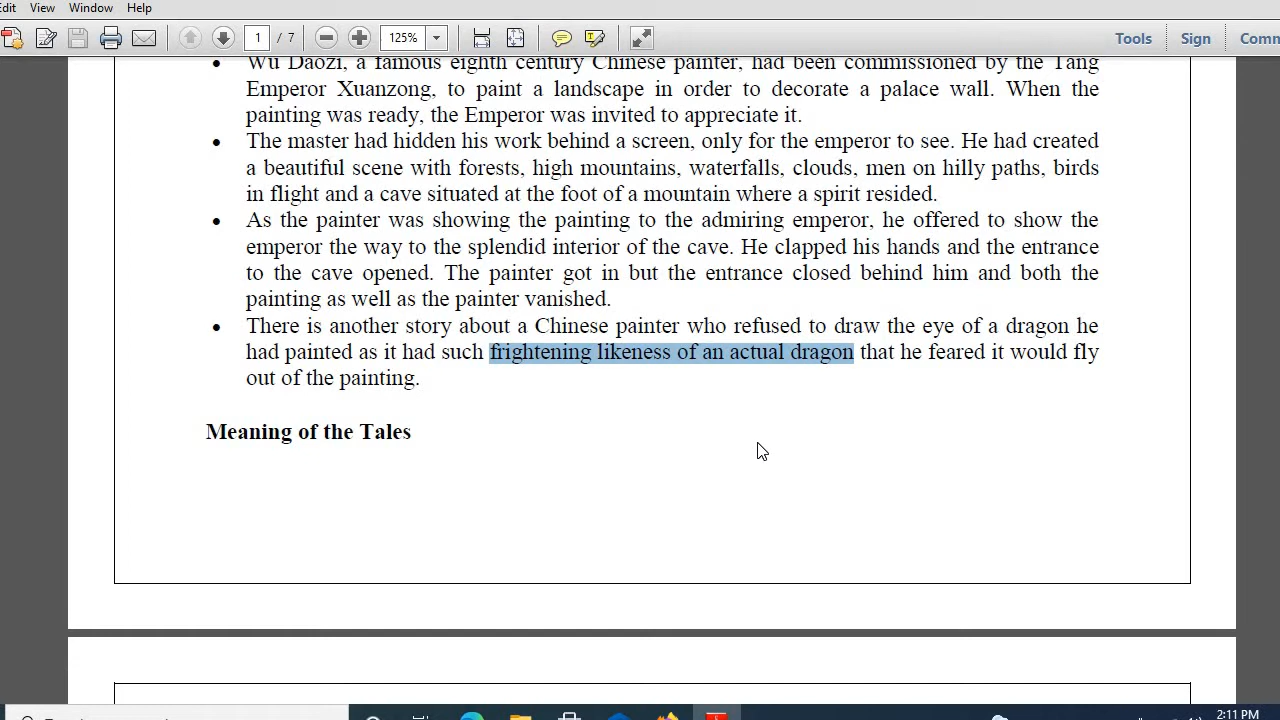 Edit View Window Help
1 / 7 125% Tools Sign
Wu Daozi, a famous eighth century Chinese painter, had been commissioned by the Tang
Emperor Xuanzong, to paint a landscape in order to decorate a palace wall. When the
painting was ready, the Emperor was invited to appreciate it.
• The master had hidden his work behind a screen, only for the emperor to see. He had created
a beautiful scene with forests, high mountains, waterfalls, clouds, men on hilly paths, birds
in flight and a cave situated at the foot of a mountain where a spirit resided.
• As the painter was showing the painting to the admiring emperor, he offered to show the
emperor the way to the splendid interior of the cave. He clapped his hands and the entrance
to the cave opened. The painter got in but the entrance closed behind him and both the
painting as well as the painter vanished.
• There is another story about a Chinese painter who refused to draw the eye of a dragon he
had painted as it had such frightening likeness of an actual dragon that he feared it would fly
out of the painting.
Meaning of the Tales
2:11 PM